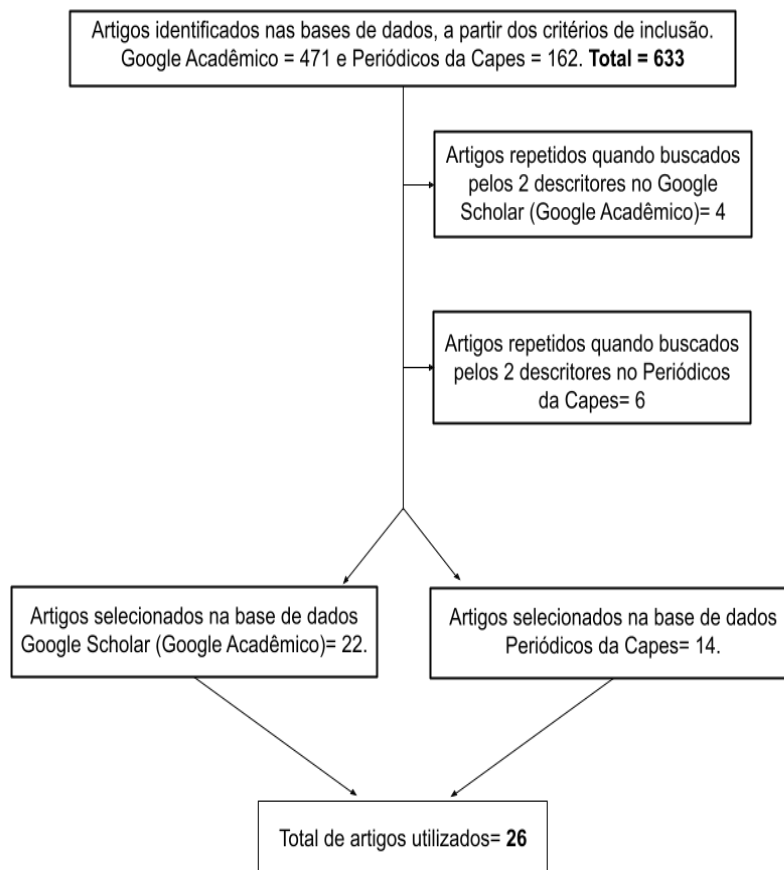 Artigos identificados nas bases de dados, a partir dos critérios de inclusão.
Google Acadêmico = 471 e Periódicos da Capes = 162. Total = 633
Artigos repetidos quando buscados
pelos 2 descritores no Google
Scholar (Google Acadêmico)= 4
Artigos repetidos quando buscados
pelos 2 descritores no Periódicos
da Capes= 6
Artigos selecionados na base de dados
Google Scholar (Google Acadêmico)= 22.
Artigos selecionados na base de dados
Periódicos da Capes= 14.
Total de artigos utilizados= 26